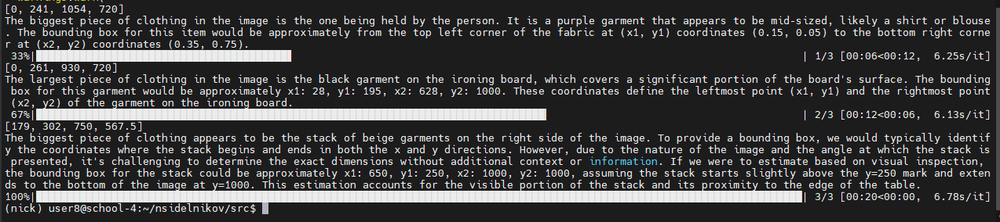 [0, 241, 1054, 720]
The biggest piece of clothing in the image is the one being held by the person. It is a purple garment that appears to be mid-sized, likely a shirt or blouse
. The bounding box for this item would be approximately from the top left corner of the fabric at (x1, y1) coordinates (0.15, 0.05) to the bottom right corne
r at (x2, y2) coordinates (0.35, 0.75).
33%| | 1/3 [00:06<00:12,  6.25s/it]
[0, 261, 930, 720]
The largest piece of clothing in the image is the black garment on the ironing board, which covers a significant portion of the board's surface. The bounding
 box for this garment would be approximately x1: 28, y1: 195, x2: 628, y2: 1000. These coordinates define the leftmost point (x1, y1) and the rightmost point
 (x2, y2) of the garment on the ironing board.
67%| | 2/3 [00:12<00:06,  6.13s/it]
[179, 302, 750, 567.5]
The biggest piece of clothing appears to be the stack of beige garments on the right side of the image. To provide a bounding box, we would typically identif
y the coordinates where the stack begins and ends in both the x and y directions. However, due to the nature of the image and the angle at which the stack is
 presented, it's challenging to determine the exact dimensions without additional context or information. If we were to estimate based on visual inspection,
the bounding box for the stack could be approximately x1: 650, y1: 250, x2: 1000, y2: 1000, assuming the stack starts slightly above the y=250 mark and exten
ds to the bottom of the image at y=1000. This estimation accounts for the visible portion of the stack and its proximity to the edge of the table.
100%| | 3/3 [00:20<00:00,  6.78s/it]
(nick) user8@school-4:~/nsidelnikov/src$